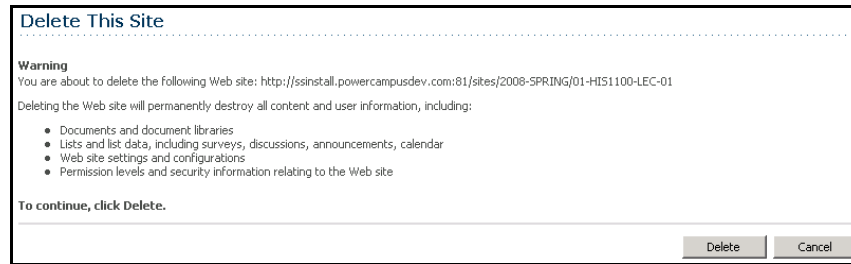 Delete This Site
Warning
You are about to delete the following Web site: http://ssinstall.powercampusdev.com:81/sites/2008-SPRING/01-HIS1100-LEC-01
Deleting the Web site will permanently destroy all content and user information, including:
Documents and document libraries
Lists and list data, including surveys, discussions, announcements, calendar
Web site settings and configurations
Permission levels and security information relating to the Web site
To continue, click Delete.
Delete Cancel